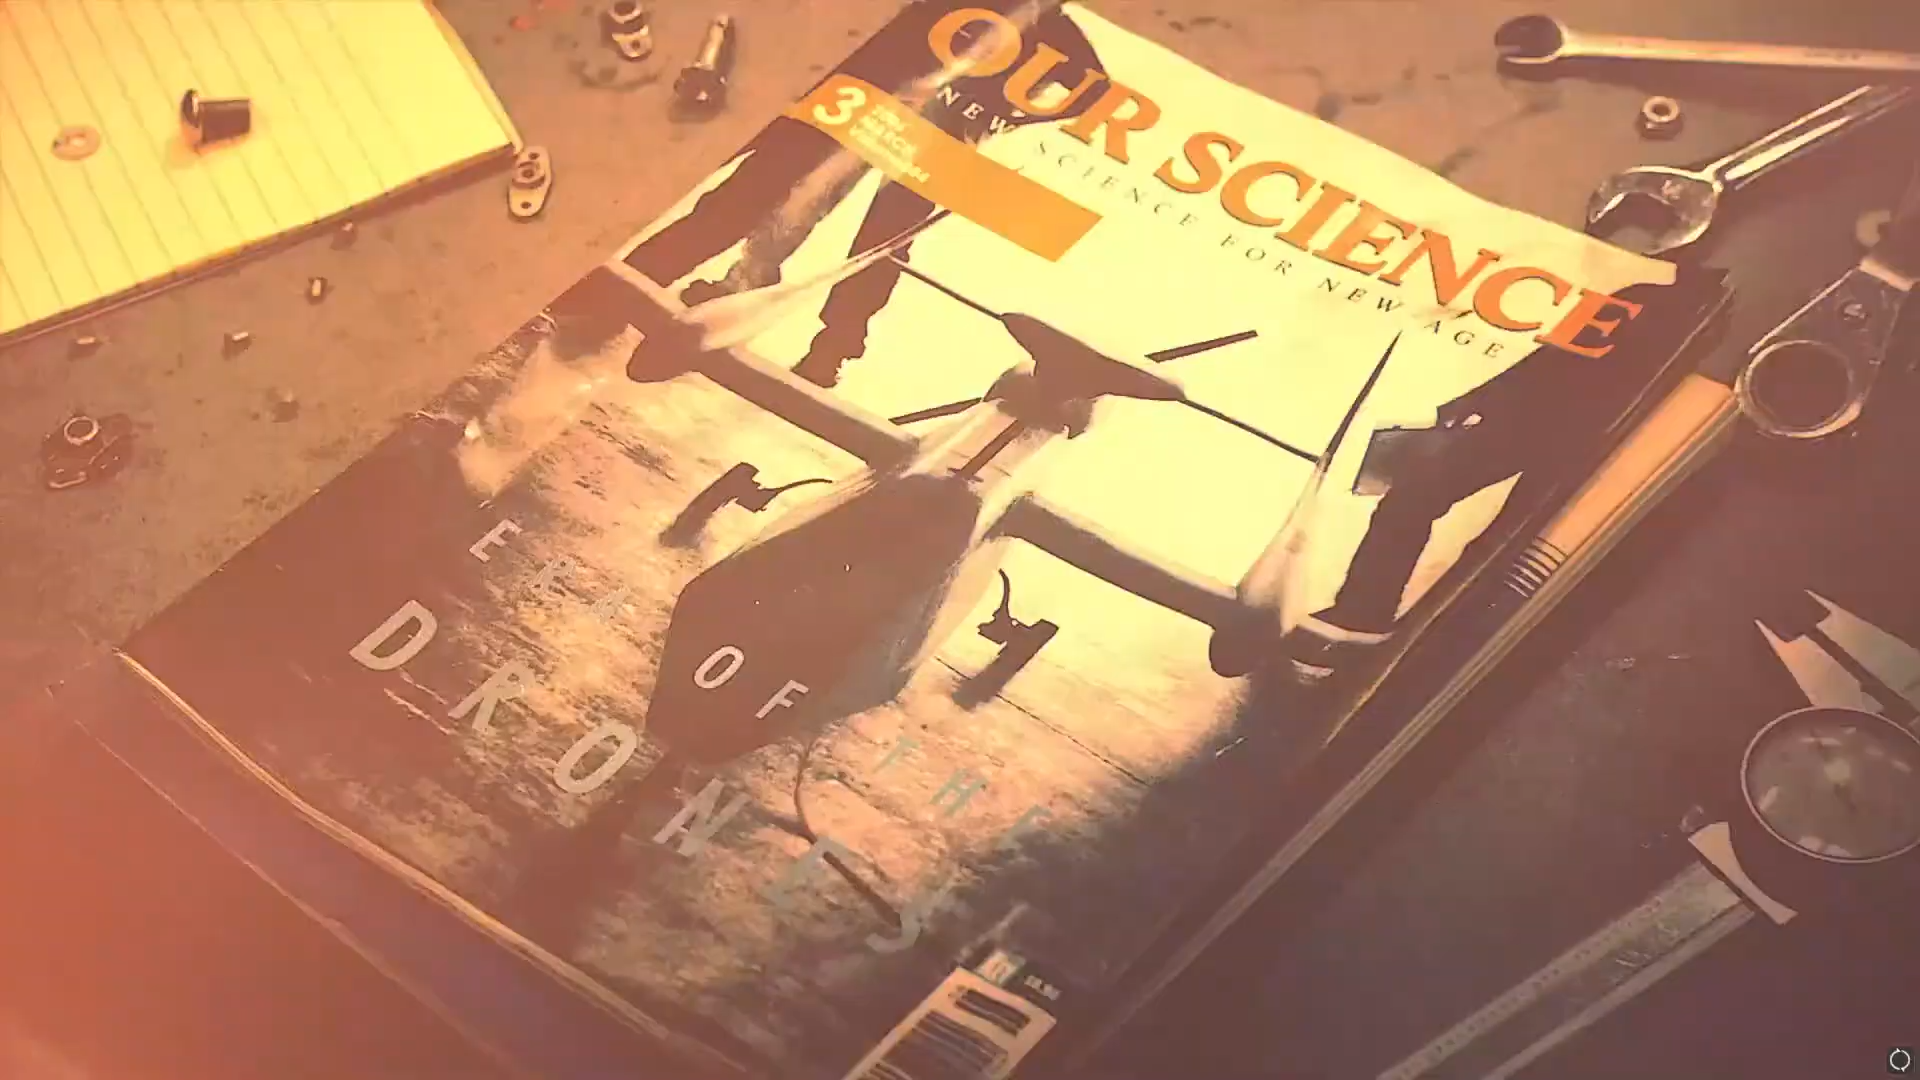 OUR SCIENCE
NEW SCIENCE FOR NEW AGE
3
ERA OF THE
DRONES